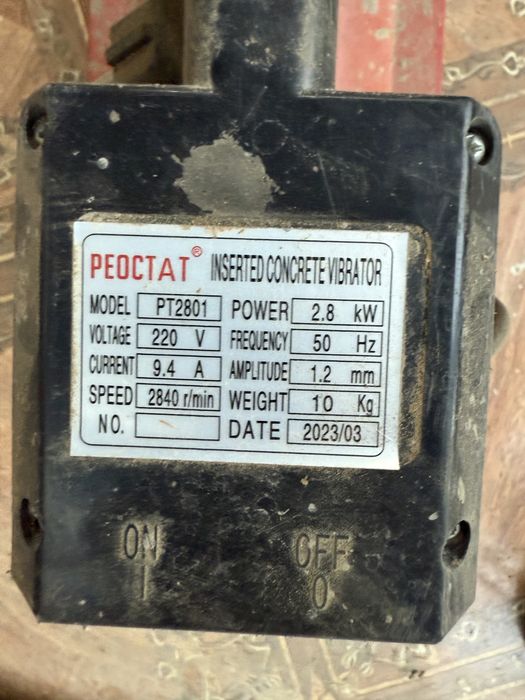 PEOCTAT® INSERTED CONCRETE VIBRATOR
MODEL PT2801 POWER 2.8 kW
VOLTAGE 220 V FREQUENCY 50 Hz
CURRENT 9.4 A AMPLITUDE 1.2 mm
SPEED 2840 r/min WEIGHT 10 Kg
NO. DATE 2023/03
ON OFF
I 0